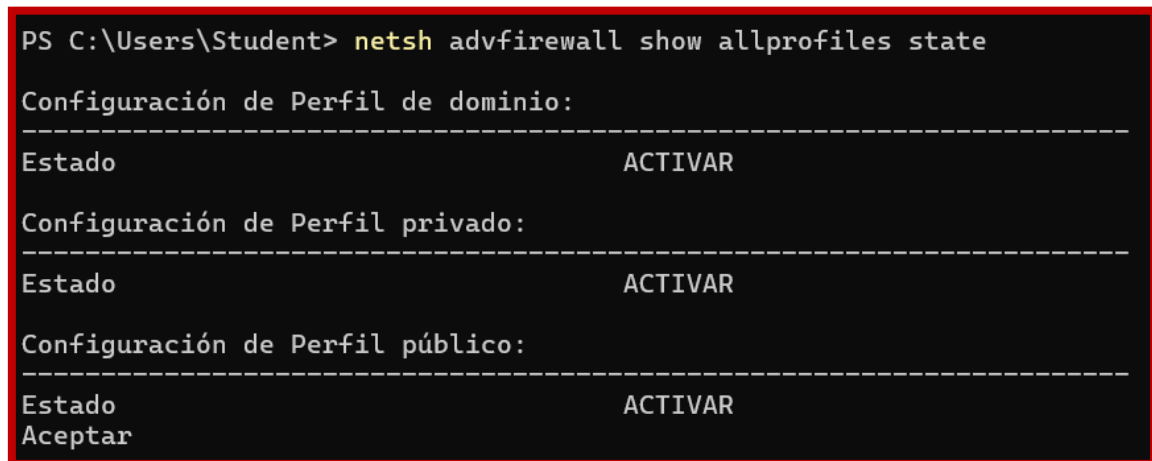 PS C:\Users\Student> netsh advfirewall show allprofiles state
Configuración de Perfil de dominio:
----------------------------------------------------------------------
Estado                                ACTIVAR
Configuración de Perfil privado:
----------------------------------------------------------------------
Estado                                ACTIVAR
Configuración de Perfil público:
----------------------------------------------------------------------
Estado                                ACTIVAR
Aceptar